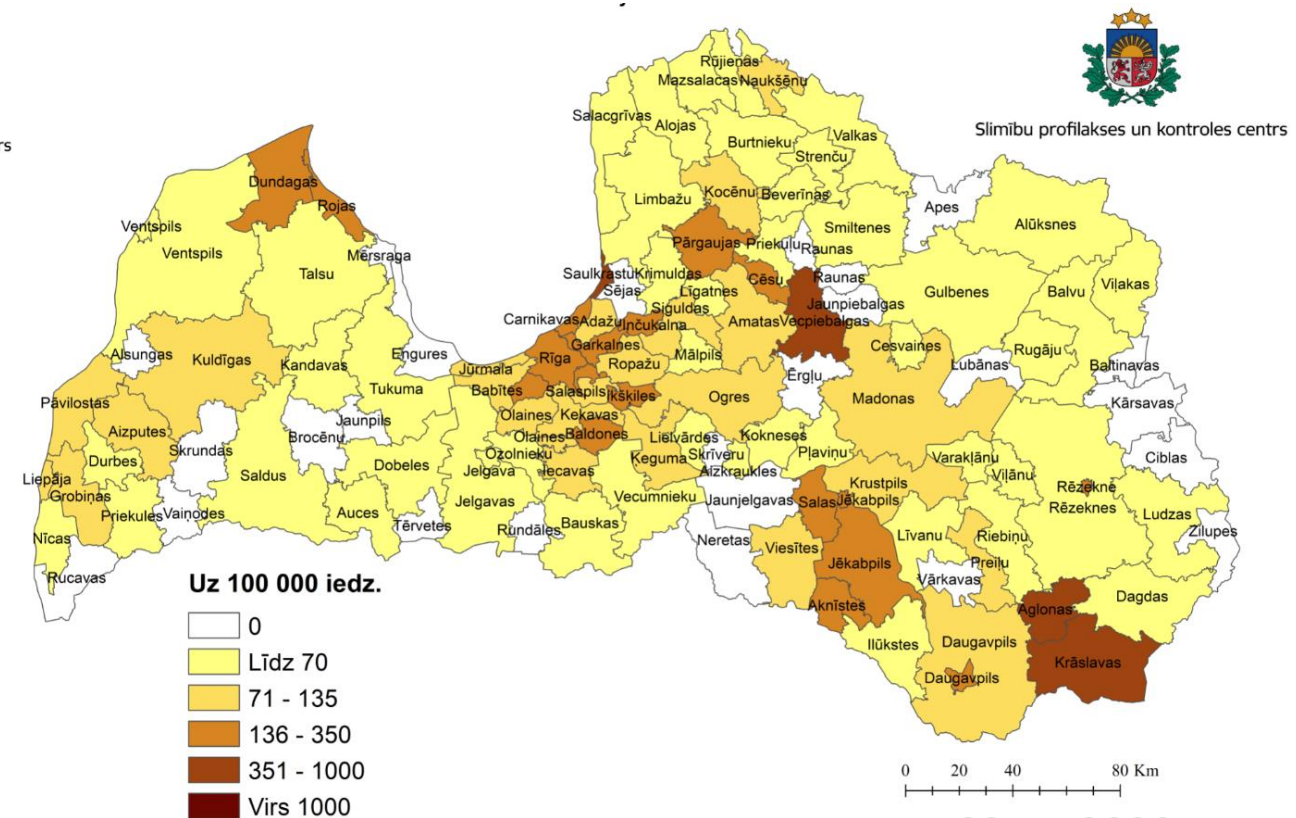 rs
Slimību profilakses un kontroles centrs
Rūjienas
Mazsalacas
Naukšēnu
Salacgrīvas
Alojas
Burtnieku
Valkas
Strenču
Dundagas
Rojas
Limbažu
Kocēnu
Beverīnas
Apes
Ventspils
Ventspils
Talsu
Mērsraga
Pārgaujas
Priekuļu
Raunas
Smiltenes
Alūksnes
Saulkrastu
Krimuldas
Sējas
Līgatnes
Cēsu
Raunas
Jaunpiebalgas
Gulbenes
Balvu
Viļakas
Siguldas
Carnikavas
Ādažu
Inčukalna
Amatas
Vecpiebalgas
Alsungas
Kuldīgas
Kandavas
Engures
Rīga
Garkalnes
Ropažu
Mālpils
Cesvaines
Rugāju
Lubānas
Baltinavas
Jūrmala
Ērgļu
Tukuma
Babītes
Salaspils
Ikšķiles
Ogres
Madonas
Kārsavas
Pāvilostas
Aizputes
Jaunpils
Olaines
Ķekavas
Brocēnu
Olaines
Baldones
Lielvārdes
Kokneses
Skrundas
Durbes
Saldus
Dobeles
Ozolnieku
Jelgava
Iecavas
Ķeguma
Skrīveru
Aizkraukles
Pļaviņu
Varakļānu
Viļānu
Ciblas
Liepāja
Grobiņas
Krustpils
Jēkabpils
Salas
Rēzekne
Rēzeknes
Priekules
Vaiņodes
Auces
Tērvetes
Jelgavas
Rundāles
Vecumnieku
Bauskas
Jaunjelgavas
Neretas
Ludzas
Zilupes
Nīcas
Rucavas
Viesītes
Jēkabpils
Līvānu
Riebiņu
Preiļu
Vārkavas
Aknīstes
Aglonas
Dagdas
Ilūkstes
Daugavpils
Daugavpils
Krāslavas
Uz 100 000 iedz.
0
Līdz 70
71 - 135
136 - 350
351 - 1000
Virs 1000
0 20 40 80 Km